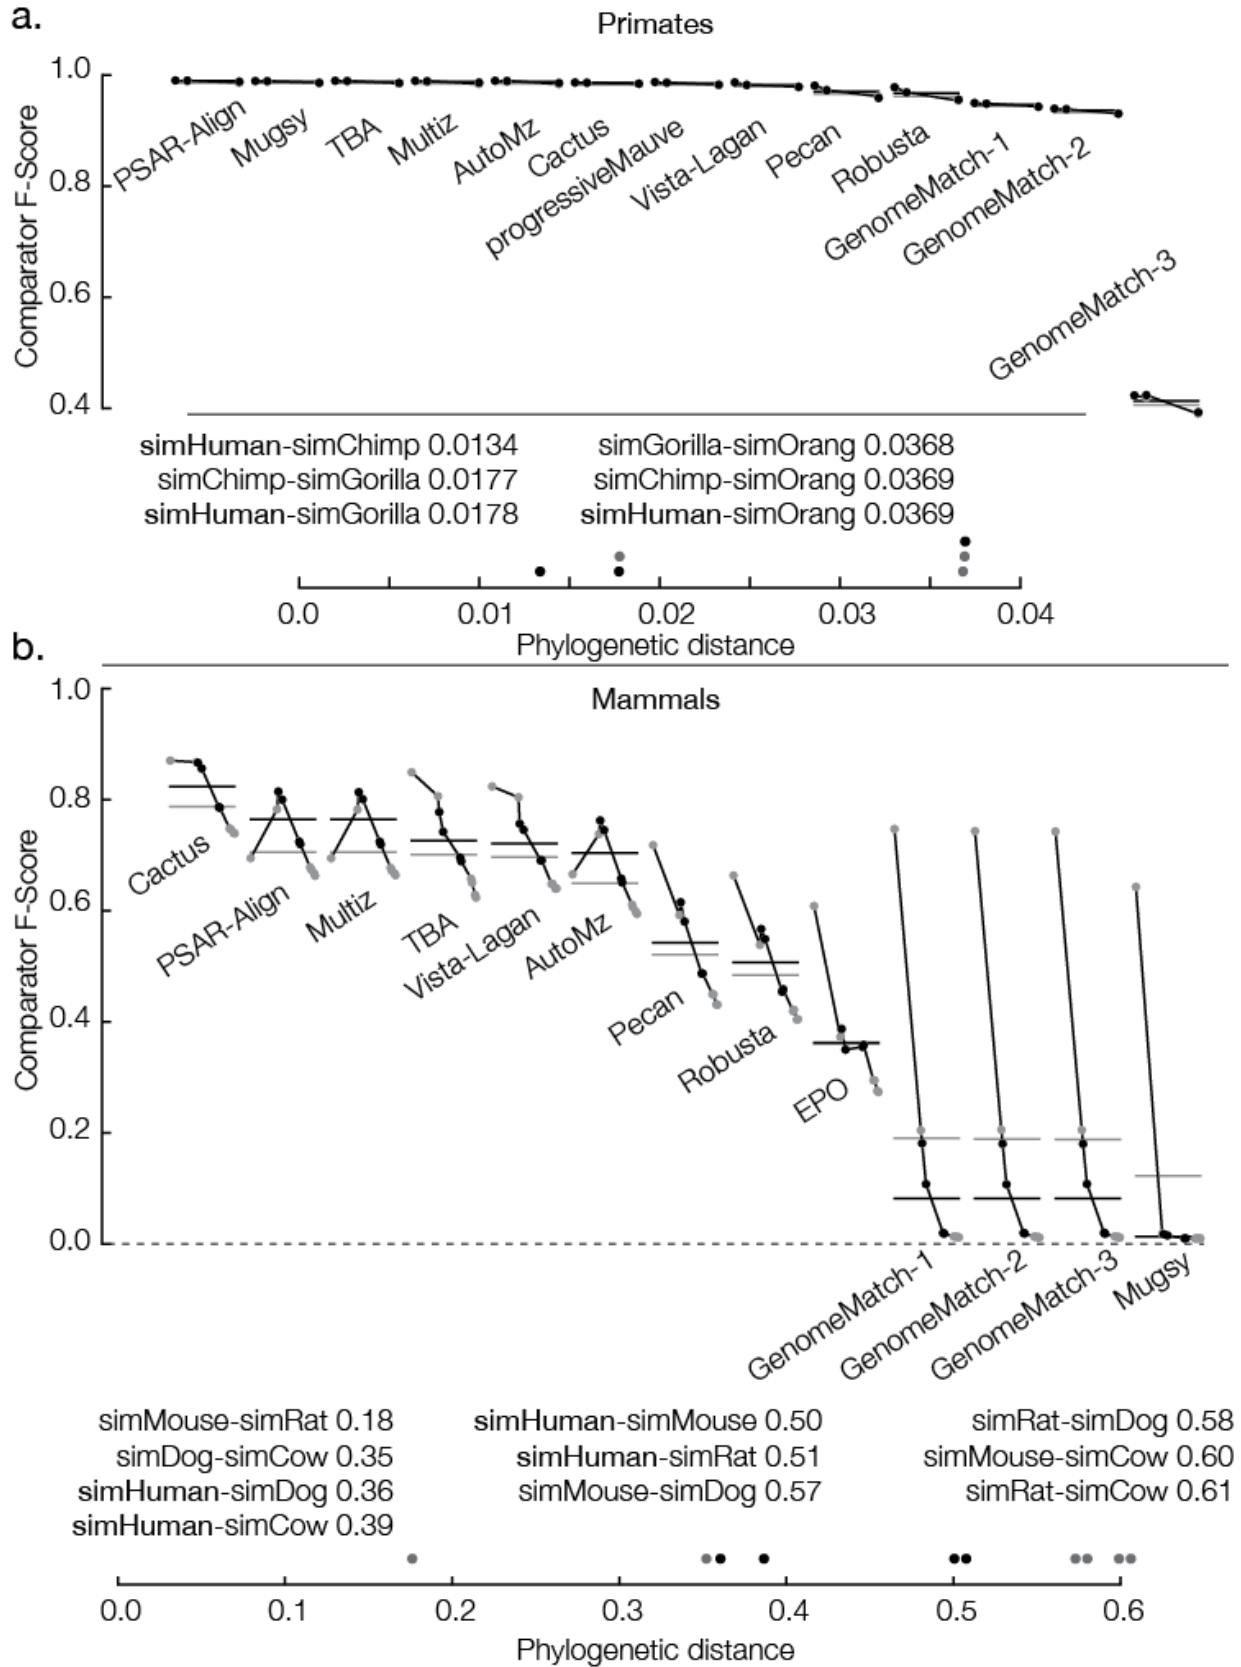 a.
Primates
Comparator F-Score
1.0
0.8
0.6
0.4
PSAR-Align
Mugsy
TBA
Multiz
AutoMz
Cactus
progressiveMauve
Vista-Lagan
Pecan
Robusta
GenomeMatch-1
GenomeMatch-2
GenomeMatch-3
simHuman-simChimp 0.0134
simChimp-simGorilla 0.0177
simHuman-simGorilla 0.0178
simGorilla-simOrang 0.0368
simChimp-simOrang 0.0369
simHuman-simOrang 0.0369
0.0 0.01 0.02 0.03 0.04
Phylogenetic distance
b.
Mammals
Comparator F-Score
1.0
0.8
0.6
0.4
0.2
0.0
Cactus
PSAR-Align
Multiz
TBA
Vista-Lagan
AutoMz
Pecan
Robusta
EPO
GenomeMatch-1
GenomeMatch-2
GenomeMatch-3
Mugsy
simMouse-simRat 0.18
simDog-simCow 0.35
simHuman-simDog 0.36
simHuman-simCow 0.39
simHuman-simMouse 0.50
simHuman-simRat 0.51
simMouse-simDog 0.57
simRat-simDog 0.58
simMouse-simCow 0.60
simRat-simCow 0.61
0.0 0.1 0.2 0.3 0.4 0.5 0.6
Phylogenetic distance